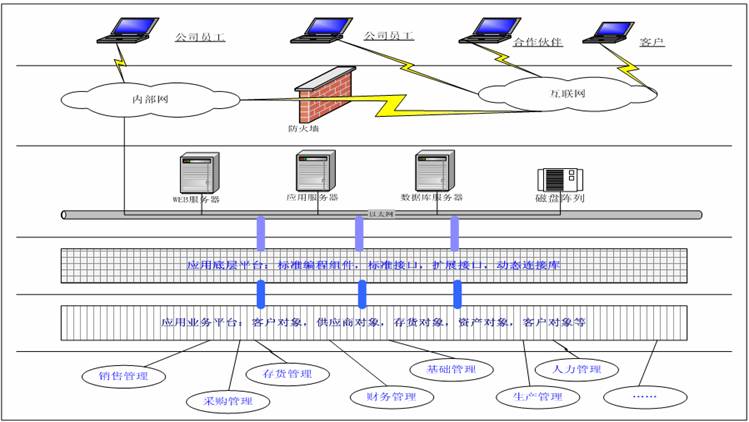 公司员工
公司员工
合作伙伴
客户
内部网
互联网
防火墙
WEB服务器
应用服务器
数据库服务器
磁盘阵列
以太网
应用底层平台：标准编程组件，标准接口，扩展接口，动态连接库
应用业务平台：客户对象，供应商对象，存货对象，资产对象，客户对象等
销售管理
存货管理
基础管理
人力管理
采购管理
财务管理
生产管理
……